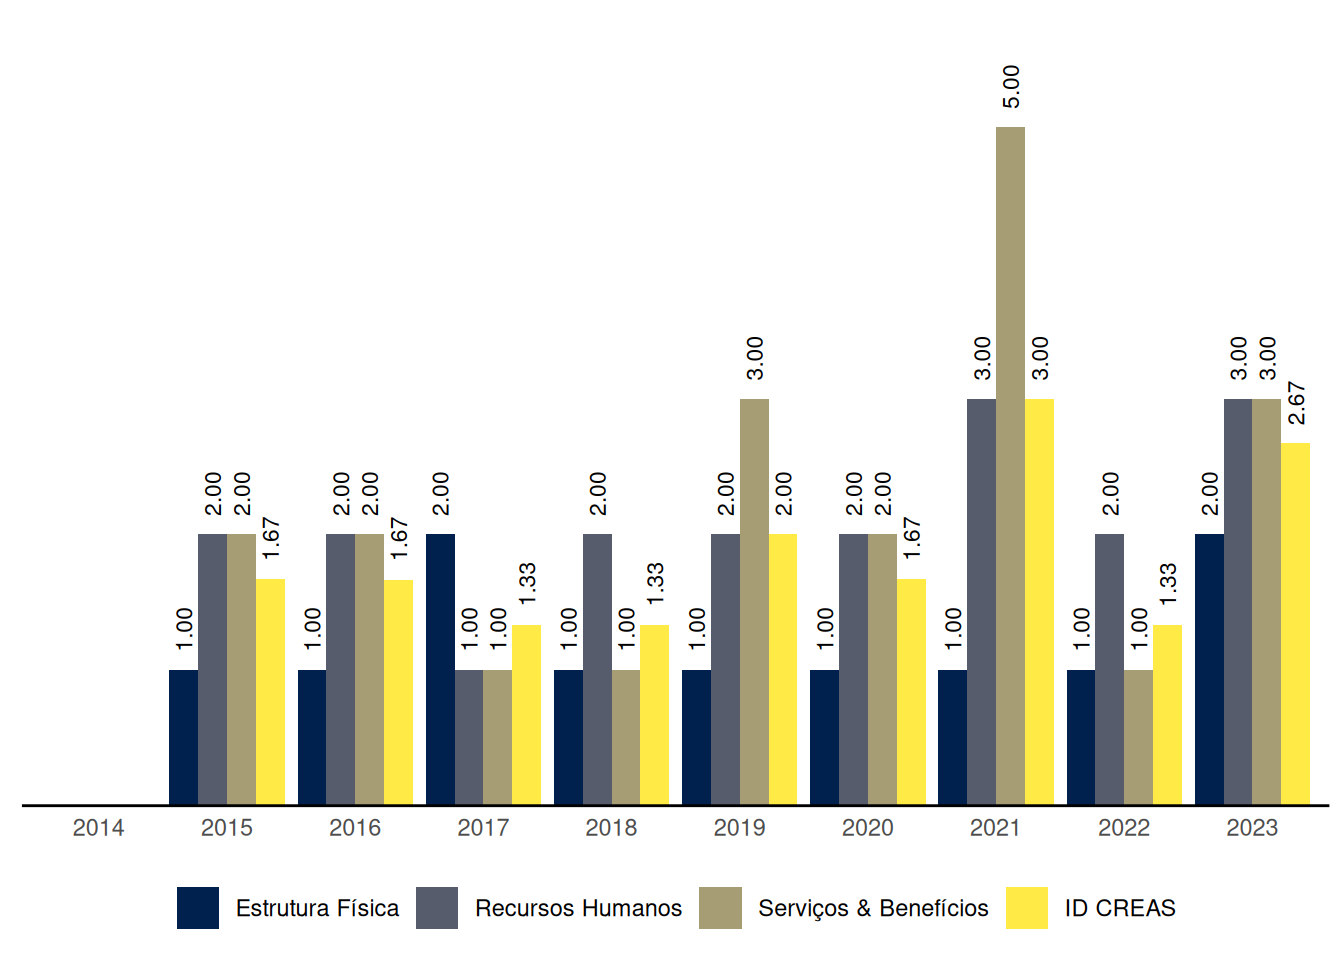 5.00
3.00 3.00 3.00 3.00 3.00
2.67
2.00 2.00 2.00 2.00 2.00 2.00 2.00 2.00 2.00 2.00 2.00 2.00
1.67 1.67 1.67
1.33 1.33 1.33
1.00 1.00 1.00 1.00 1.00 1.00 1.00 1.00 1.00 1.00 1.00
2014 2015 2016 2017 2018 2019 2020 2021 2022 2023
Estrutura Física Recursos Humanos Serviços & Benefícios ID CREAS